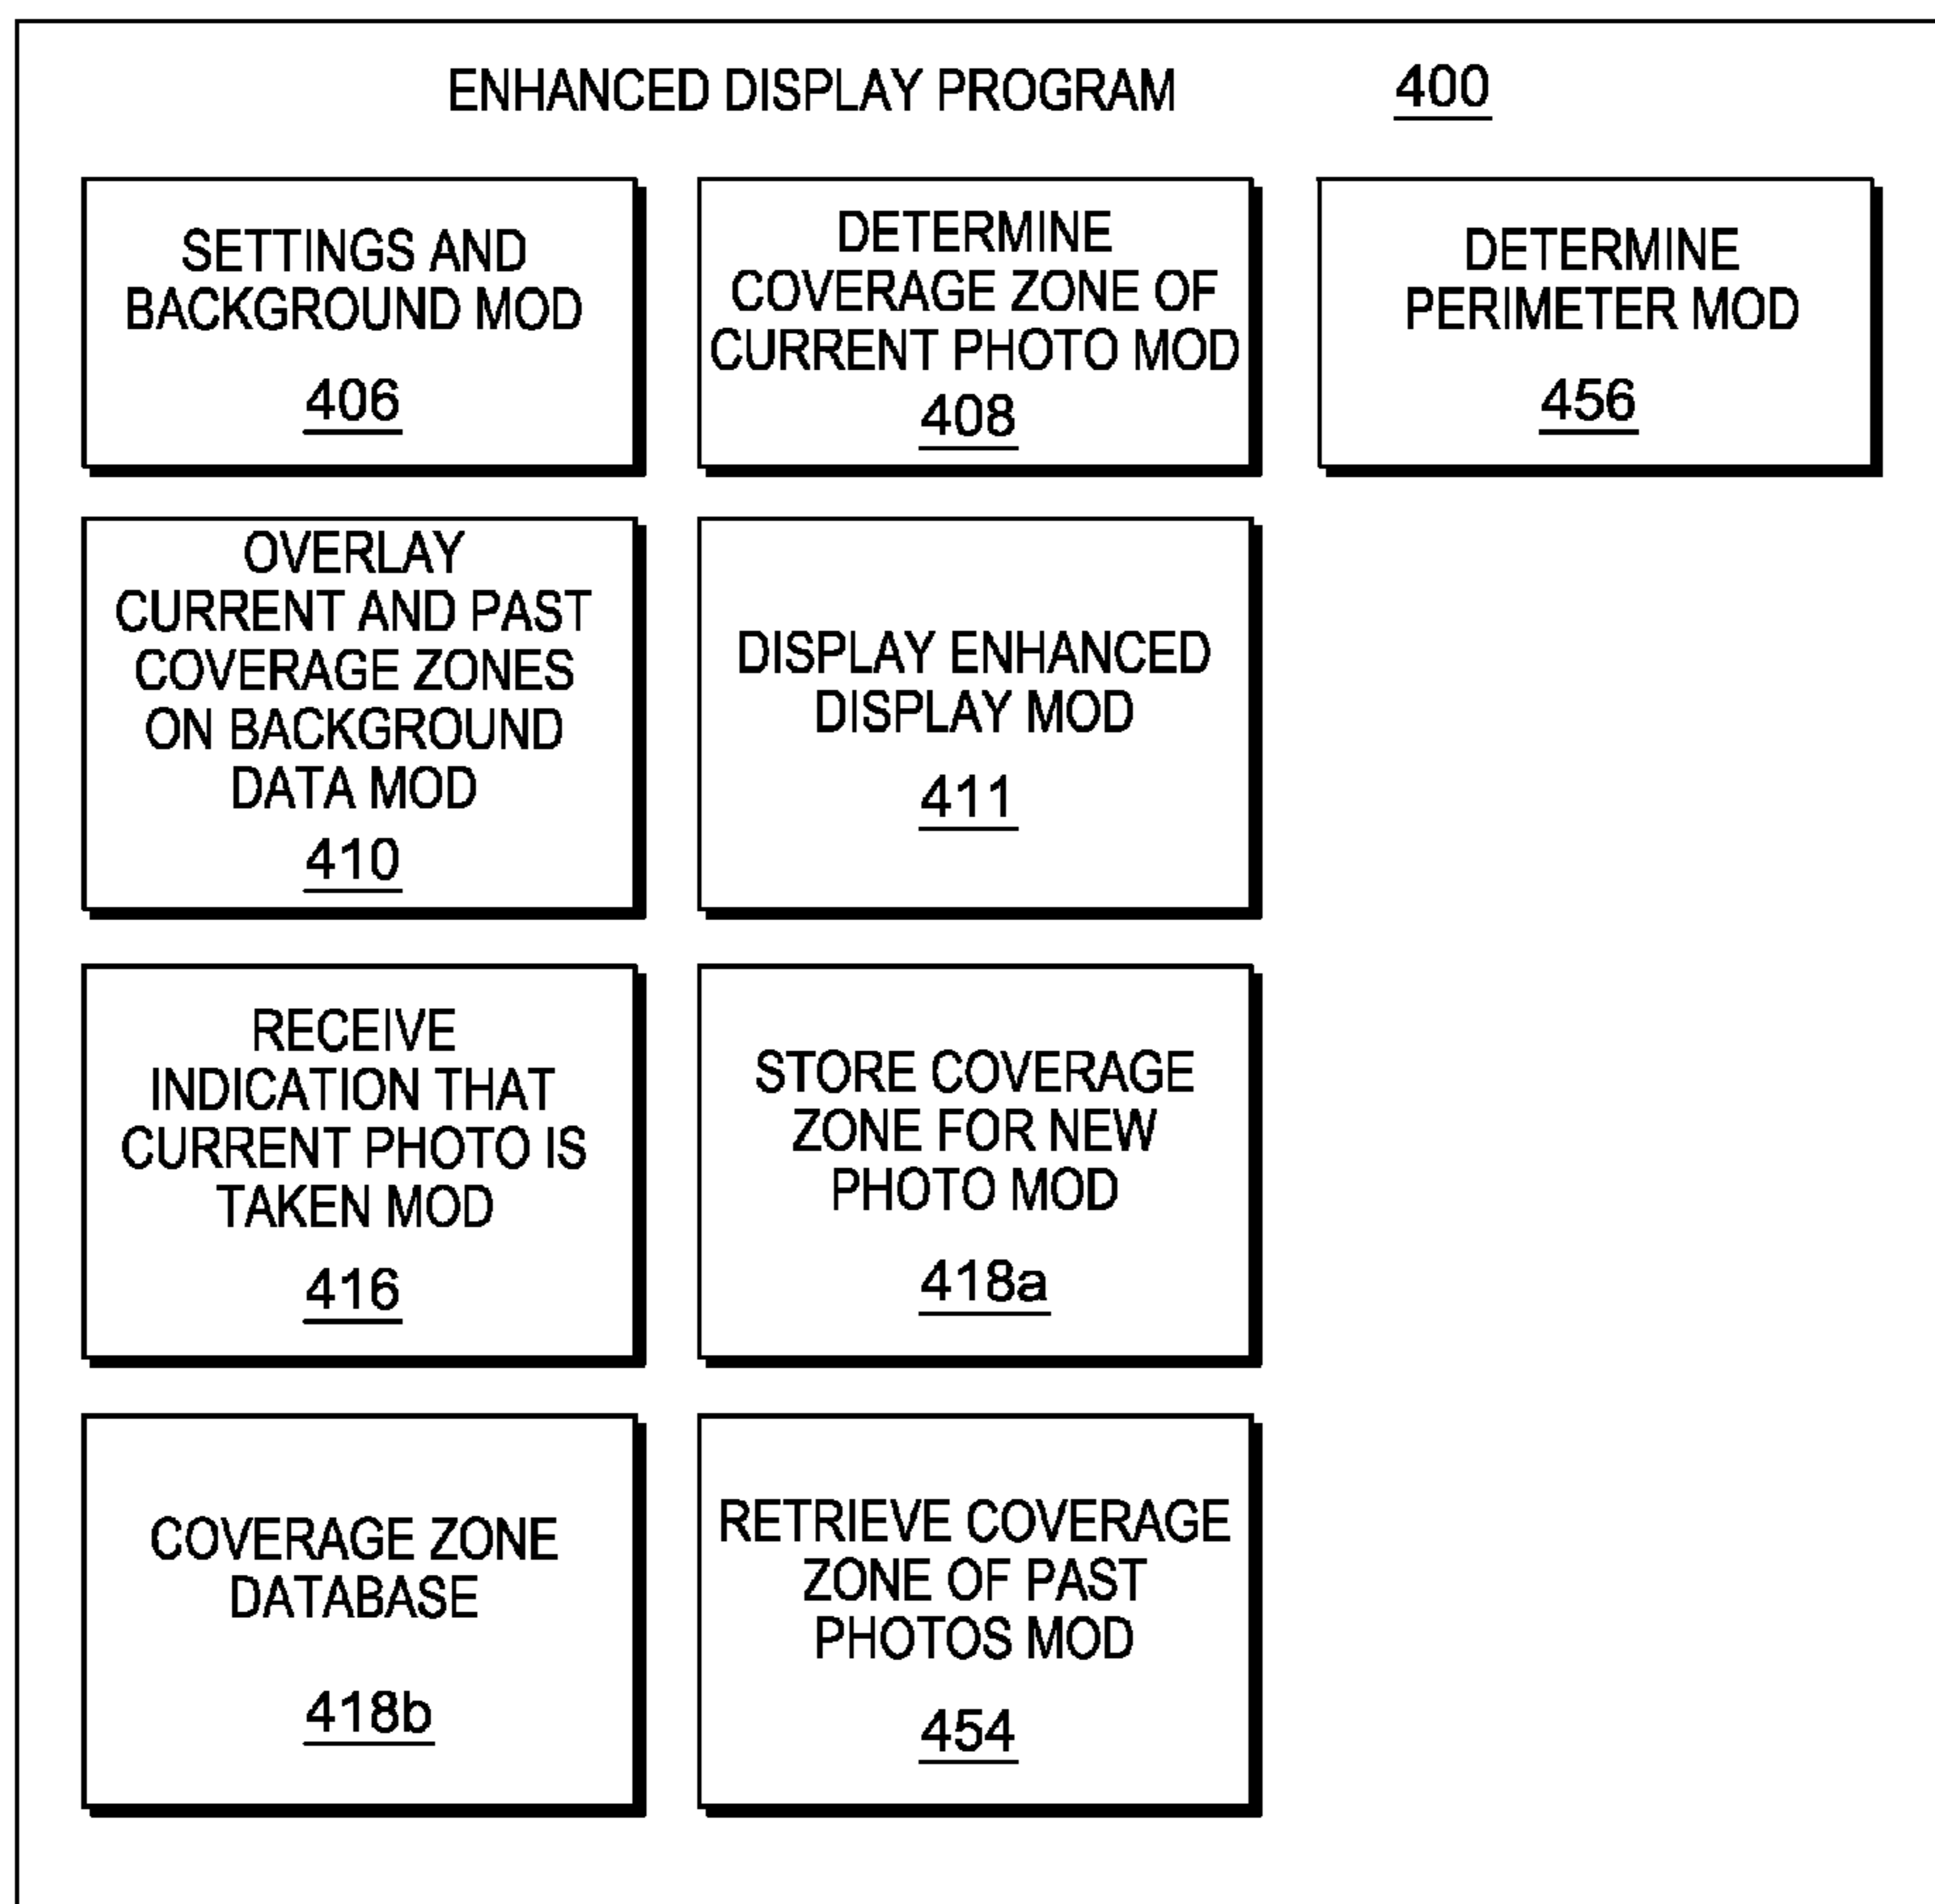 ENHANCED DISPLAY PROGRAM 400
SETTINGS AND
BACKGROUND MOD
406
DETERMINE
COVERAGE ZONE OF
CURRENT PHOTO MOD
408
DETERMINE
PERIMETER MOD
456
OVERLAY
CURRENT AND PAST
COVERAGE ZONES
ON BACKGROUND
DATA MOD
410
DISPLAY ENHANCED
DISPLAY MOD
411
RECEIVE
INDICATION THAT
CURRENT PHOTO IS
TAKEN MOD
416
STORE COVERAGE
ZONE FOR NEW
PHOTO MOD
418a
COVERAGE ZONE
DATABASE
418b
RETRIEVE COVERAGE
ZONE OF PAST
PHOTOS MOD
454